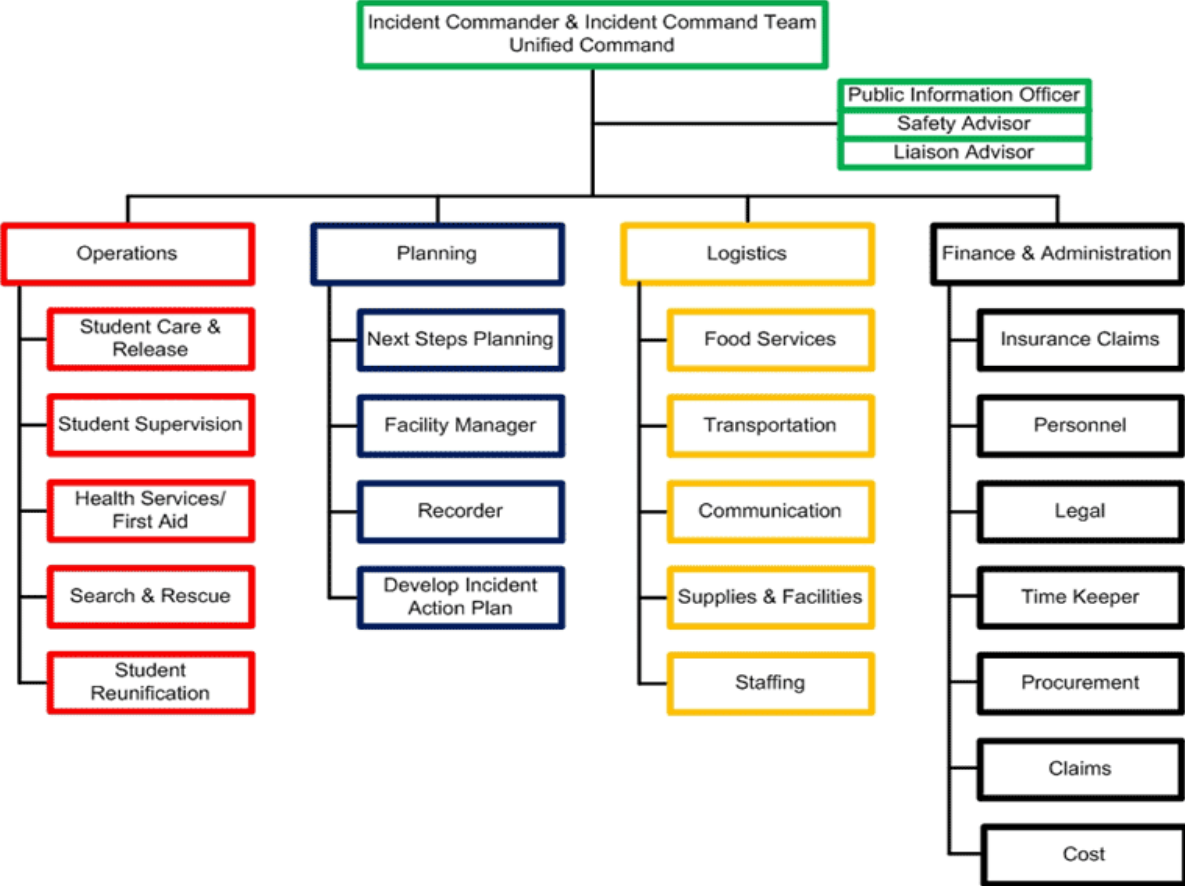 Incident Commander & Incident Command Team
Unified Command
Public Information Officer
Safety Advisor
Liaison Advisor
Operations
Student Care &
Release
Student Supervision
Health Services/
First Aid
Search & Rescue
Student
Reunification
Planning
Next Steps Planning
Facility Manager
Recorder
Develop Incident
Action Plan
Logistics
Food Services
Transportation
Communication
Supplies & Facilities
Staffing
Finance & Administration
Insurance Claims
Personnel
Legal
Time Keeper
Procurement
Claims
Cost